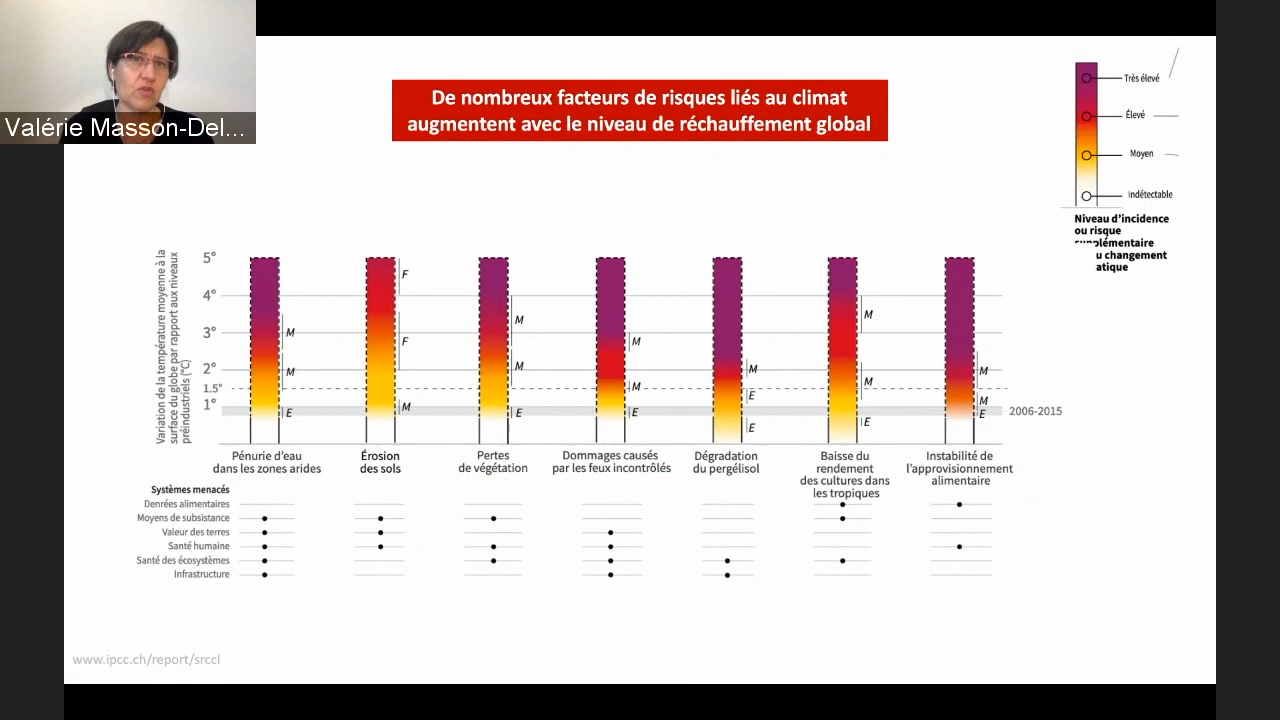 Valérie Masson-Del...
De nombreux facteurs de risques liés au climat
augmentent avec le niveau de réchauffement global
Très élevé
Élevé
Moyen
Indétectable
Niveau d'incidence
ou risque
supplémentaire
u changement
atique
Variation de la température moyenne à la
surface du globe par rapport aux niveaux
préindustriels (°C)
5°
4°
3°
2°
1.5°
1°
M
M
E
F
F
M
M
M
E
M
M
E
M
E
E
M
M
E
M
M
E
2006-2015
Pénurie d'eau
dans les zones arides
Érosion
des sols
Pertes
de végétation
Dommages causés
par les feux incontrôlés
Dégradation
du pergélisol
Baisse du
rendement
des cultures dans
les tropiques
Instabilité de
l'approvisionnement
alimentaire
Systèmes menacés
Denrées alimentaires
Moyens de subsistance
Valeur des terres
Santé humaine
Santé des écosystèmes
Infrastructure
www.ipcc.ch/report/srccl